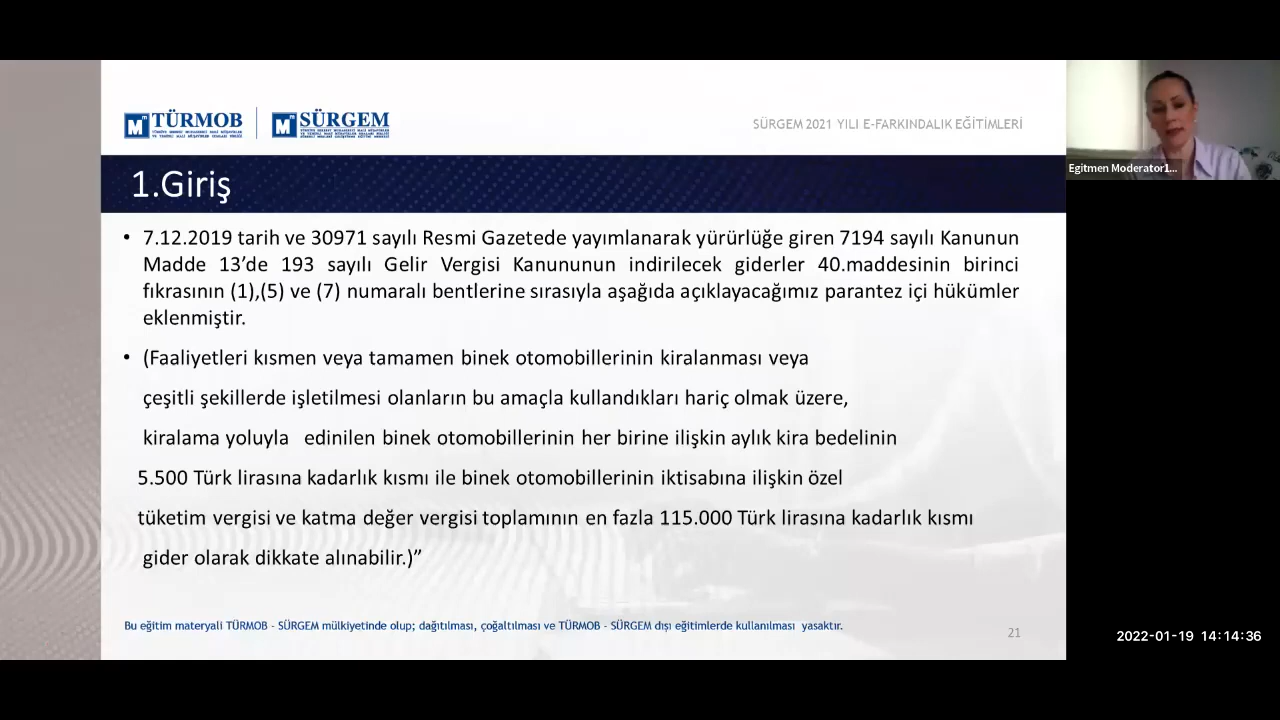 TÜRMOB
SÜRGEM
SÜRGEM 2021 YILI E-FARKINDALIK EĞİTİMLERİ
Egitmen Moderator1...
1.Giriş
• 7.12.2019 tarih ve 30971 sayılı Resmi Gazetede yayımlanarak yürürlüğe giren 7194 sayılı Kanunun
Madde 13’de 193 sayılı Gelir Vergisi Kanununun indirilecek giderler 40.maddesinin birinci
fıkrasının (1),(5) ve (7) numaralı bentlerine sırasıyla aşağıda açıklayacağımız parantez içi hükümler
eklenmiştir.
• (Faaliyetleri kısmen veya tamamen binek otomobillerinin kiralanması veya
çeşitli şekillerde işletilmesi olanların bu amaçla kullandıkları hariç olmak üzere,
kiralama yoluyla edinilen binek otomobillerinin her birine ilişkin aylık kira bedelinin
5.500 Türk lirasına kadarlık kısmı ile binek otomobillerinin iktisabına ilişkin özel
tüketim vergisi ve katma değer vergisi toplamının en fazla 115.000 Türk lirasına kadarlık kısmı
gider olarak dikkate alınabilir.)”
Bu eğitim materyali TÜRMOB - SÜRGEM mülkiyetinde olup; dağıtılması, çoğaltılması ve TÜRMOB - SÜRGEM dışı eğitimlerde kullanılması yasaktır.
21
2022-01-19 14:14:36